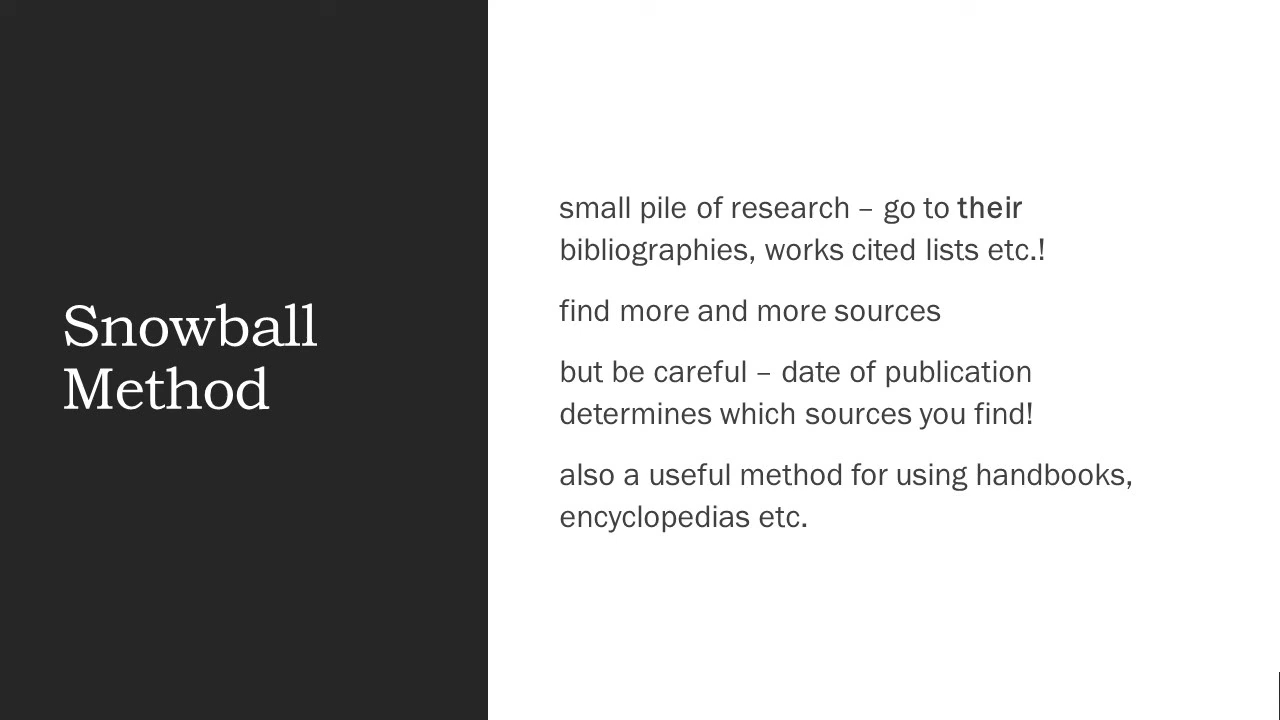 Snowball
Method
small pile of research – go to their
bibliographies, works cited lists etc.!
find more and more sources
but be careful – date of publication
determines which sources you find!
also a useful method for using handbooks,
encyclopedias etc.